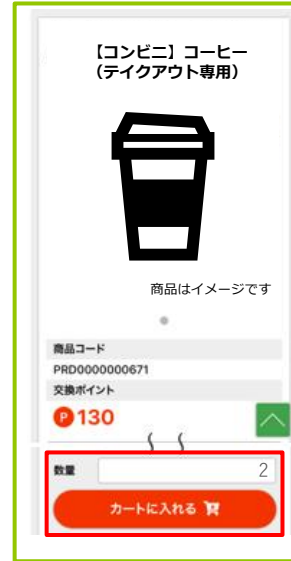 【コンビニ】コーヒー
（テイクアウト専用）
商品はイメージです
商品コード
PRD0000000671
交換ポイント
P 130
数量 2
カートに入れる